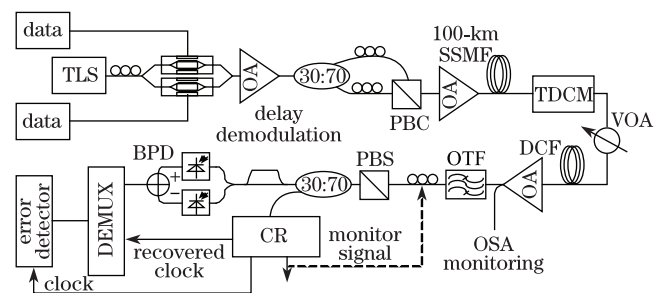 data
TLS
data
OA
30:70
delay
demodulation
PBC
OA
100-km
SSMF
TDCM
VOA
DCF
OA
OSA
monitoring
OTF
PBS
30:70
BPD
+
−
DEMUX
error
detector
CR
recovered
clock
monitor
signal
clock